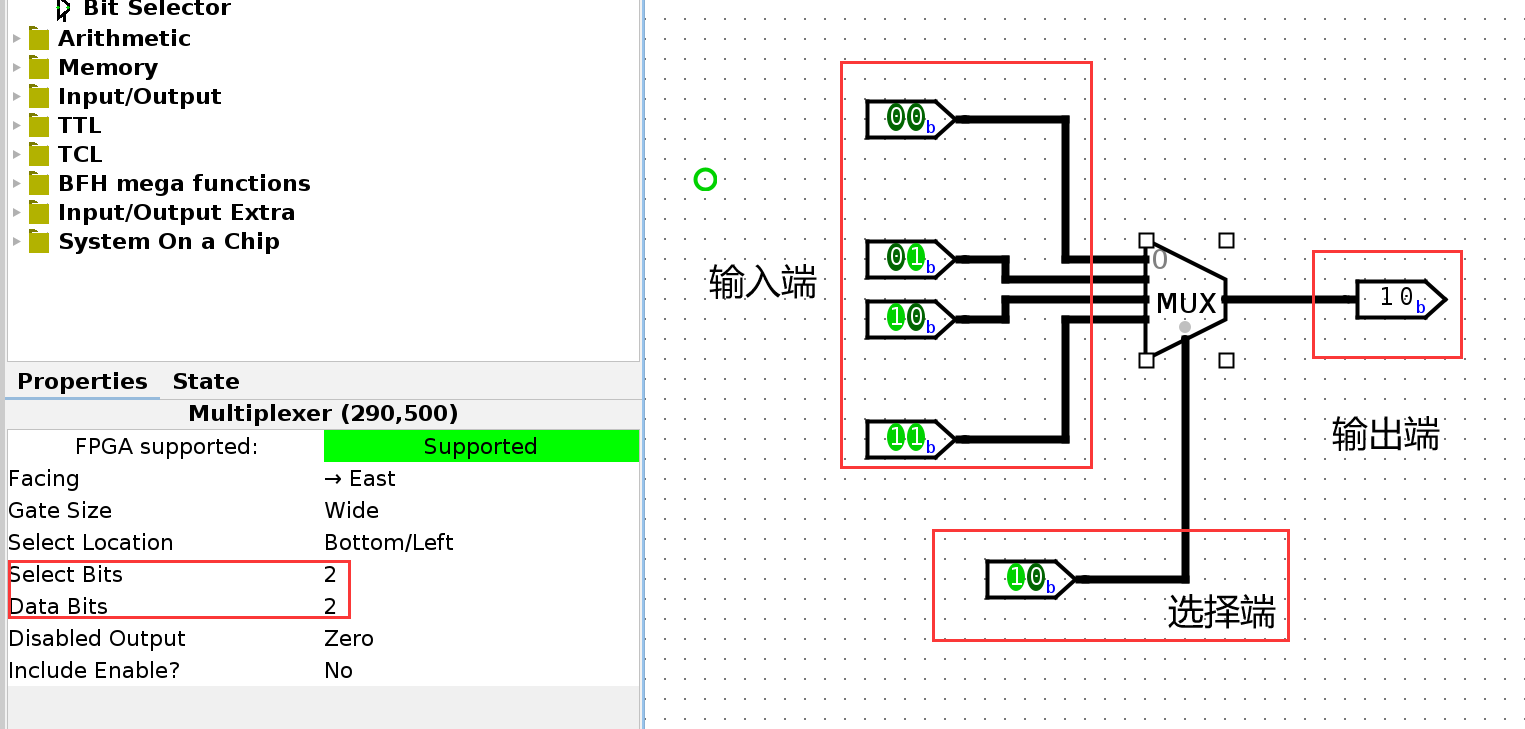 Bit Selector
Arithmetic
Memory
Input/Output
TTL
TCL
BFH mega functions
Input/Output Extra
System On a Chip
Properties State
Multiplexer (290,500)
FPGA supported: Supported
Facing → East
Gate Size Wide
Select Location Bottom/Left
Select Bits 2
Data Bits 2
Disabled Output Zero
Include Enable? No
00b
01b
输入端
10b
11b
0
MUX
10b
输出端
10b
选择端